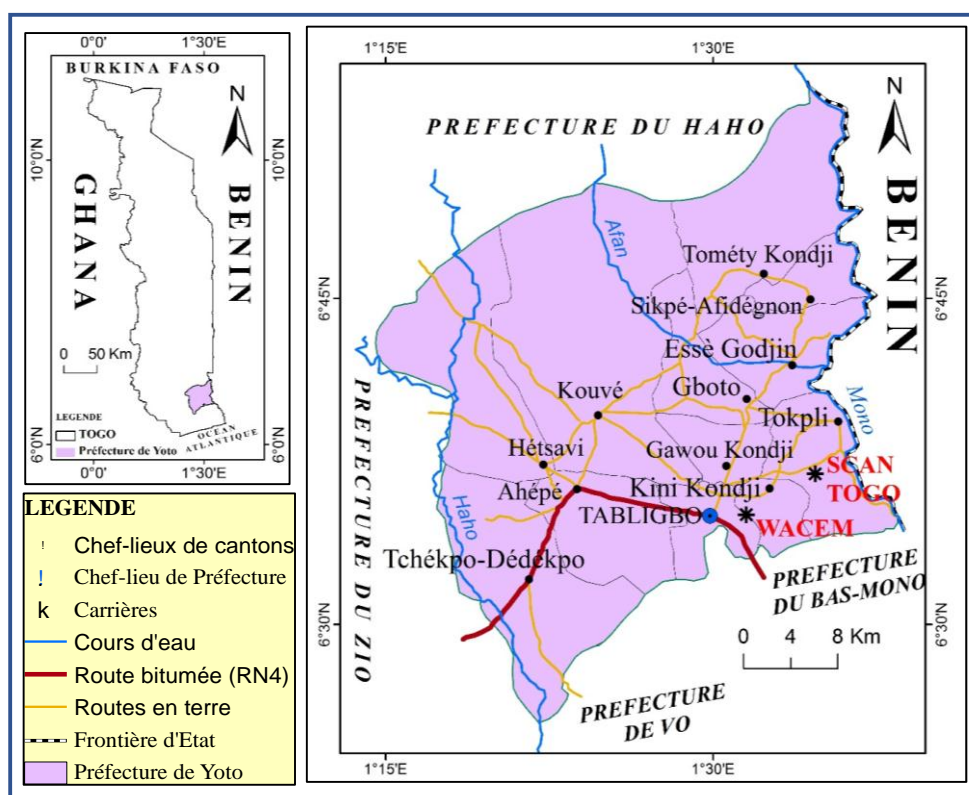 0°0' 1°30'E
BURKINA FASO
N
10°0'N
10°0'N
GHANA
BENIN
0 50 Km
LEGENDE
TOGO
Préfecture de Yoto
OCEAN
ATLANTIQUE
6°0'N
6°0'N
0°0' 1°30'E
LEGENDE
! Chef-lieux de cantons
! Chef-lieu de Préfecture
k Carrières
Cours d'eau
Route bitumée (RN4)
Routes en terre
Frontière d'Etat
Préfecture de Yoto
1°15'E 1°30'E
PREFECTURE DU HAHO
N
BENIN
Afan
Tométy Kondji
6°45'N
6°45'N
Sikpé-Afidégnon
Essè Godjin
Kouvé
Gboto
Tokpli
Mono
PREFECTURE DU ZIO
Hétsavi
Gawou Kondji
SCAN
TOGO
Ahépé
Kini Kondji
Haho
TABLIGBO
WACEM
Tchékpo-Dédékpo
PREFECTURE
DU BAS-MONO
6°30'N
6°30'N
0 4 8 Km
PREFECTURE
DE VO
1°15'E 1°30'E